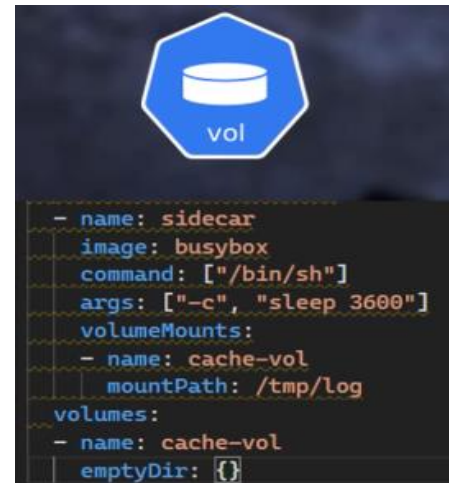 vol
- name: sidecar
image: busybox
command: ["/bin/sh"]
args: ["-c", "sleep 3600"]
volumeMounts:
- name: cache-vol
mountPath: /tmp/log
volumes:
- name: cache-vol
emptyDir: {}